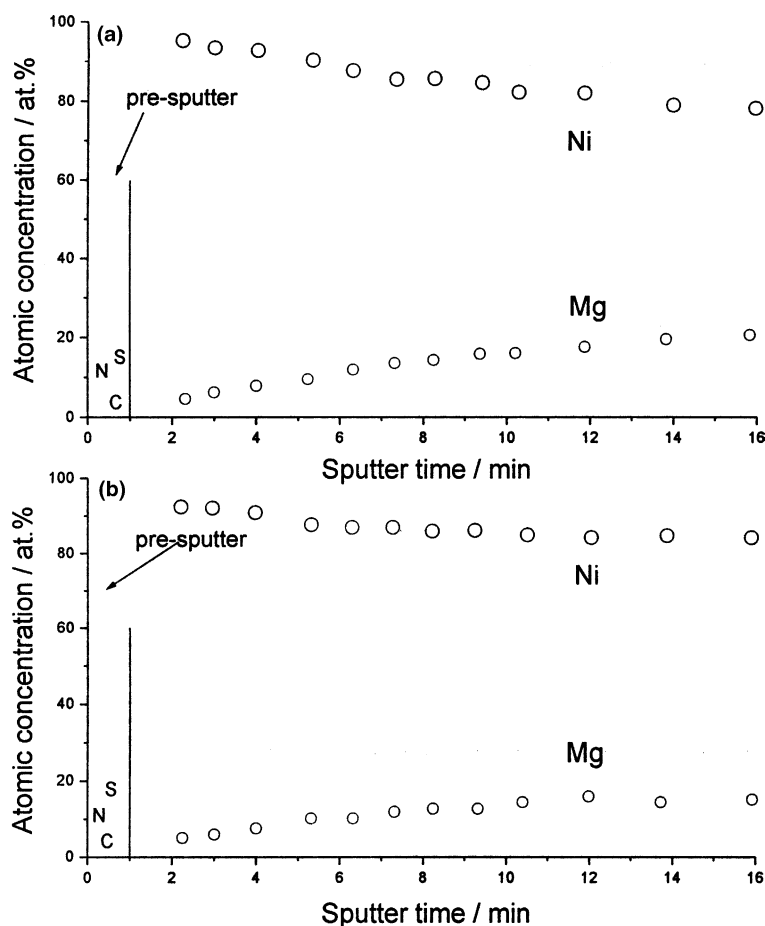 (a)
100
80
60
40
20
0
pre-sputter
Ni
Mg
S
N
C
0 2 4 6 8 10 12 14 16
Atomic concentration / at.%
Sputter time / min
(b)
100
80
60
40
20
0
pre-sputter
Ni
Mg
S
N
C
0 2 4 6 8 10 12 14 16
Atomic concentration / at.%
Sputter time / min